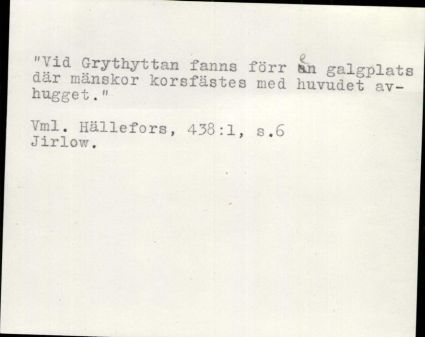 "Vid Grythyttan fanns förr en galgplats
där mänskor korsfästes med huvudet av-
hugget."
Vml. Hällefors, 438:1, s.6
Jirlow.